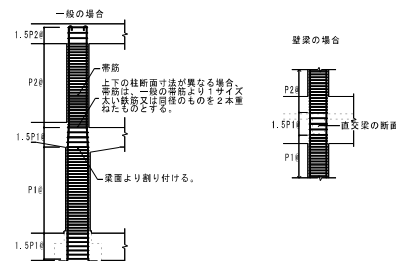 一般の場合
1.5P2@
P2@
帯筋
上下の柱断面寸法が異なる場合、
帯筋は、一般の帯筋より1サイズ
太い鉄筋又は同径のものを2本重
ねたものとする。
1.5P1@
梁面より割り付ける。
P1@
1.5P1@
壁梁の場合
P2@
1.5P1@
直交梁の断面
P1@